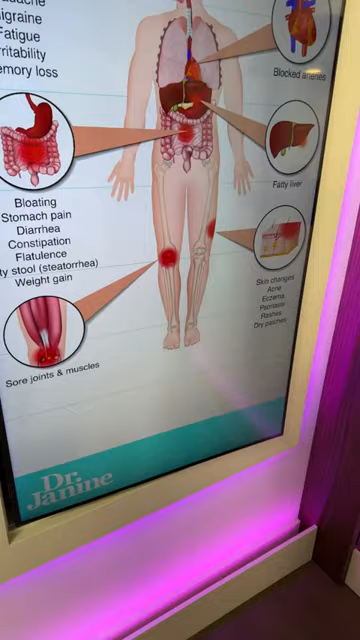 igraine
Fatigue
rritability
emory loss
Blocked arteries
Bloating
Stomach pain
Diarrhea
Constipation
Flatulence
ty stool (steatorrhea)
Weight gain
Fatty liver
Skin changes
Acne
Eczema
Psoriasis
Rashes
Dry patches
Sore joints & muscles
Dr.
Janine